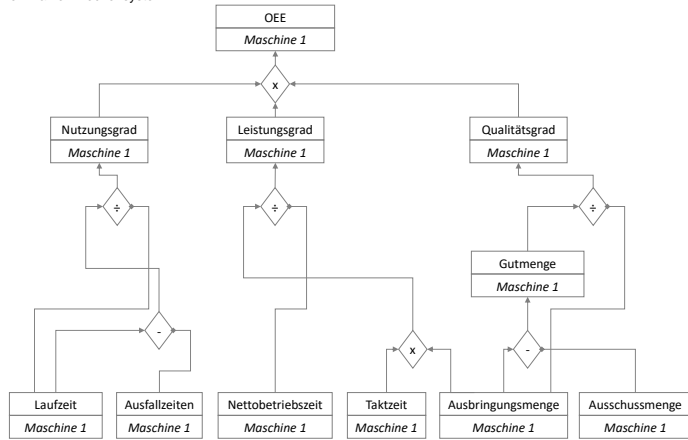 OEE
Maschine 1
x
Nutzungsgrad
Maschine 1
Leistungsgrad
Maschine 1
Qualitätsgrad
Maschine 1
÷
÷
÷
Gutmenge
Maschine 1
-
x
-
Laufzeit
Maschine 1
Ausfallzeiten
Maschine 1
Nettobetriebszeit
Maschine 1
Taktzeit
Maschine 1
Ausbringungsmenge
Maschine 1
Ausschussmenge
Maschine 1